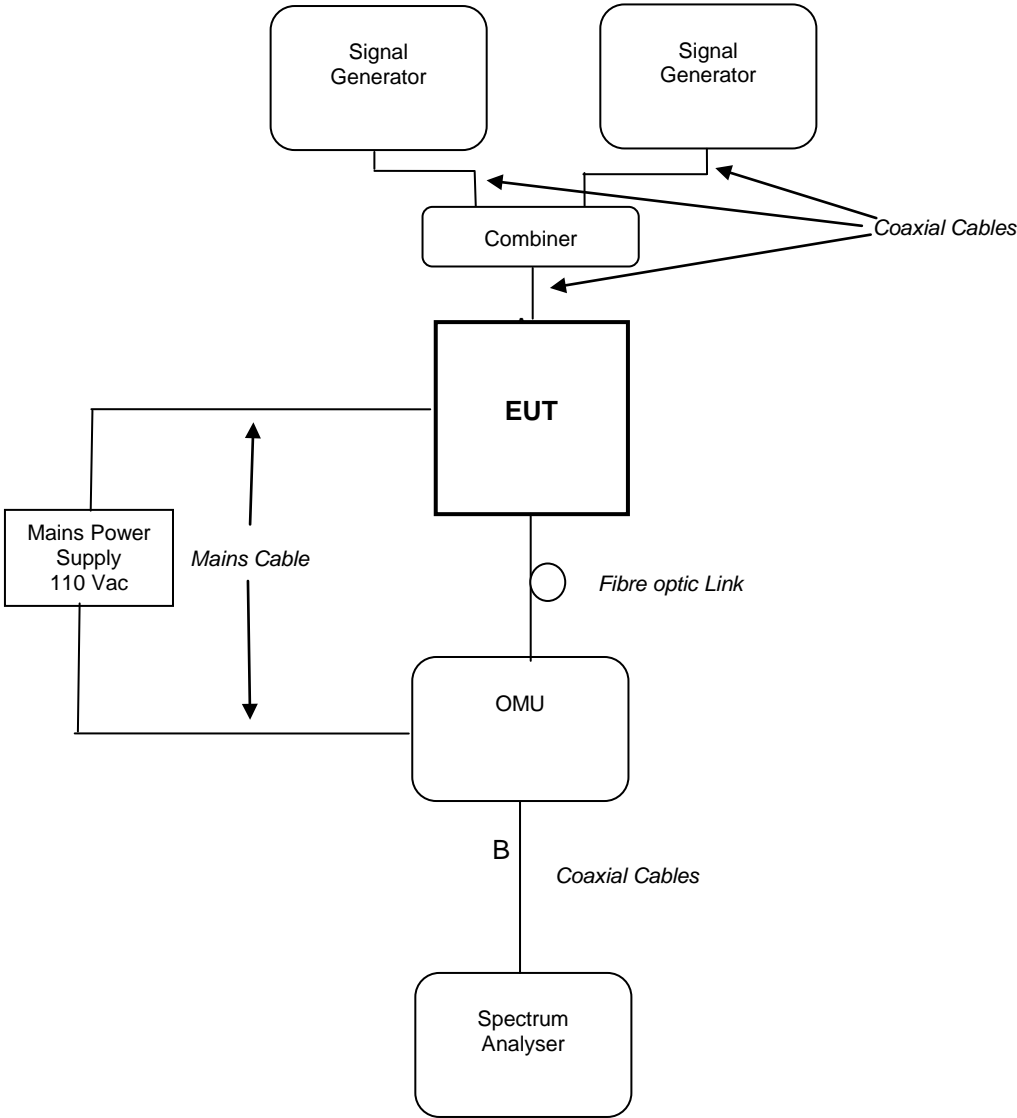 Signal
Generator
Signal
Generator
Combiner
Coaxial Cables
EUT
Mains Power
Supply
110 Vac
Mains Cable
Fibre optic Link
OMU
B
Coaxial Cables
Spectrum
Analyser